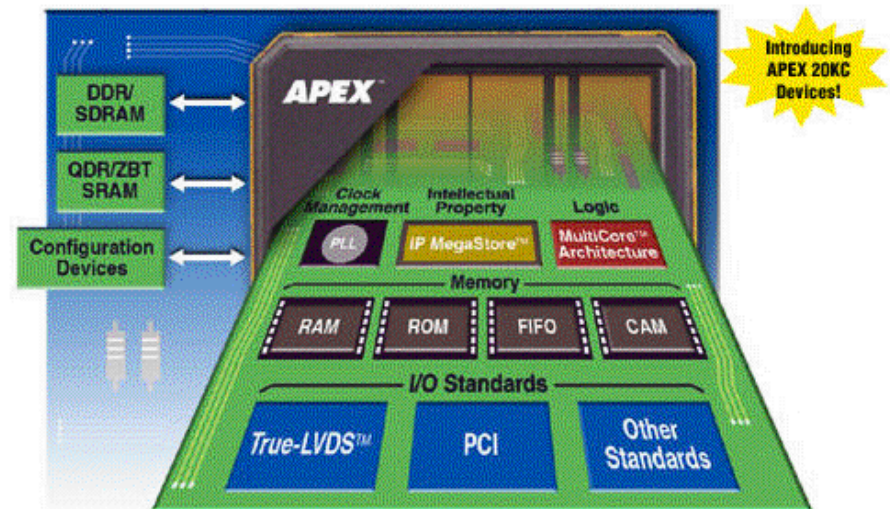 Introducing
APEX 20KC
Devices!
APEX™
DDR/
SDRAM
QDR/ZBT
SRAM
Configuration
Devices
Clock
Management
Intellectual
Property
Logic
PLL
IP MegaStore™
MultiCore™
Architecture
Memory
RAM
ROM
FIFO
CAM
I/O Standards
True-LVDS™
PCI
Other
Standards